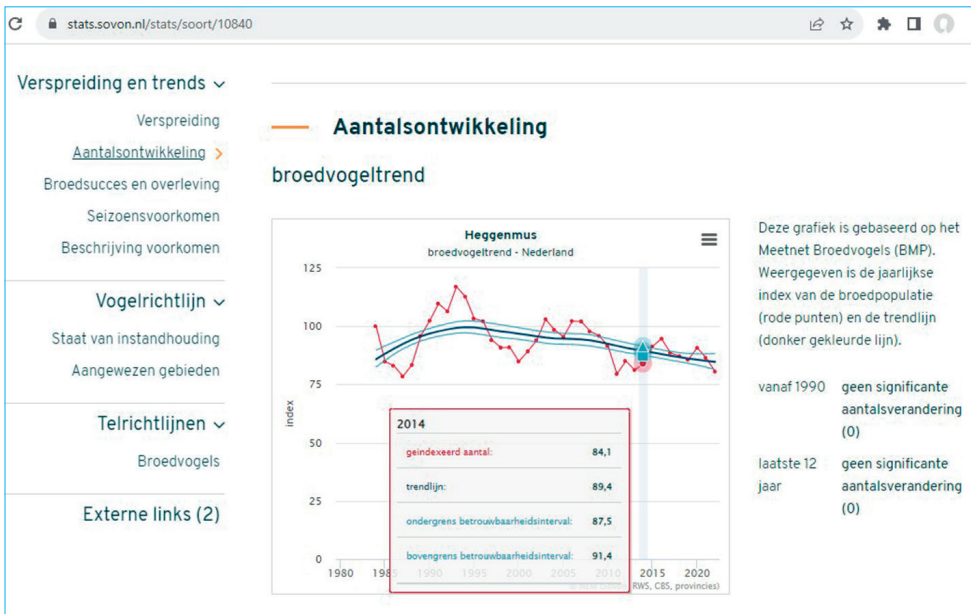 stats.sovon.nl/stats/soort/10840
Verspreiding en trends
Verspreiding
Aantalsontwikkeling
Broedsucces en overleving
Seizoensvoorkomen
Beschrijving voorkomen
Vogelrichtlijn
Staat van instandhouding
Aangewezen gebieden
Telrichtlijnen
Broedvogels
Externe links (2)
Aantalsontwikkeling
broedvogeltrend
Heggenmus
broedvogeltrend - Nederland
125
100
75
50
25
0
index
2014
geindexeerd aantal: 84,1
trendlijn: 89,4
ondergrens betrouwbaarheidsinterval: 87,5
bovengrens betrouwbaarheidsinterval: 91,4
1980 1985 1990 1995 2000 2005 2010 2015 2020
RWS, CBS, provincies)
Deze grafiek is gebaseerd op het
Meetnet Broedvogels (BMP).
Weergegeven is de jaarlijkse
index van de broedpopulatie
(rode punten) en de trendlijn
(donker gekleurde lijn).
vanaf 1990 geen significante
aantalsverandering
(0)
laatste 12 geen significante
jaar aantalsverandering
(0)